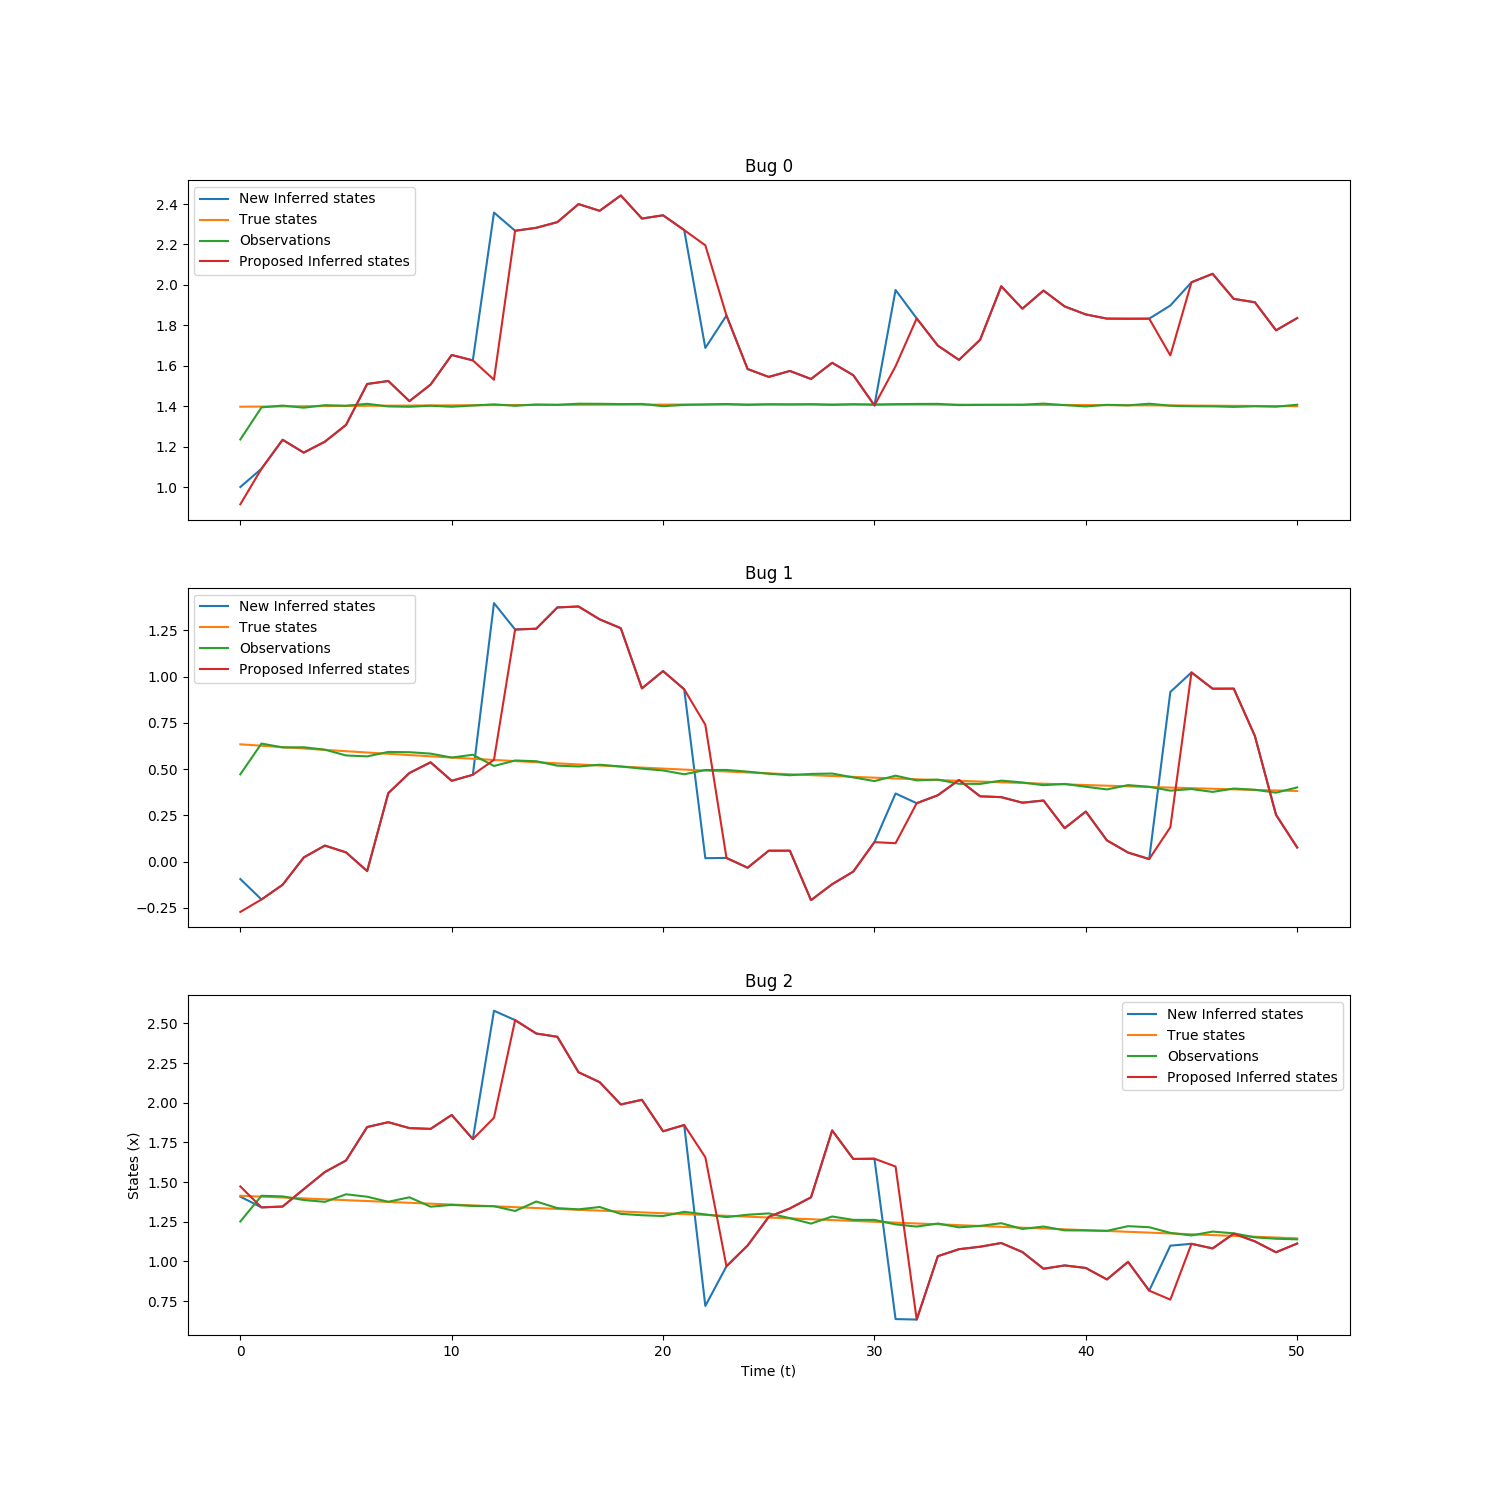 Bug 0
New Inferred states
True states
Observations
Proposed Inferred states
2.4
2.2
2.0
1.8
1.6
1.4
1.2
1.0
Bug 1
New Inferred states
True states
Observations
Proposed Inferred states
1.25
1.00
0.75
0.50
0.25
0.00
−0.25
Bug 2
New Inferred states
True states
Observations
Proposed Inferred states
2.50
2.25
2.00
1.75
1.50
1.25
1.00
0.75
States (x)
0 10 20 30 40 50
Time (t)